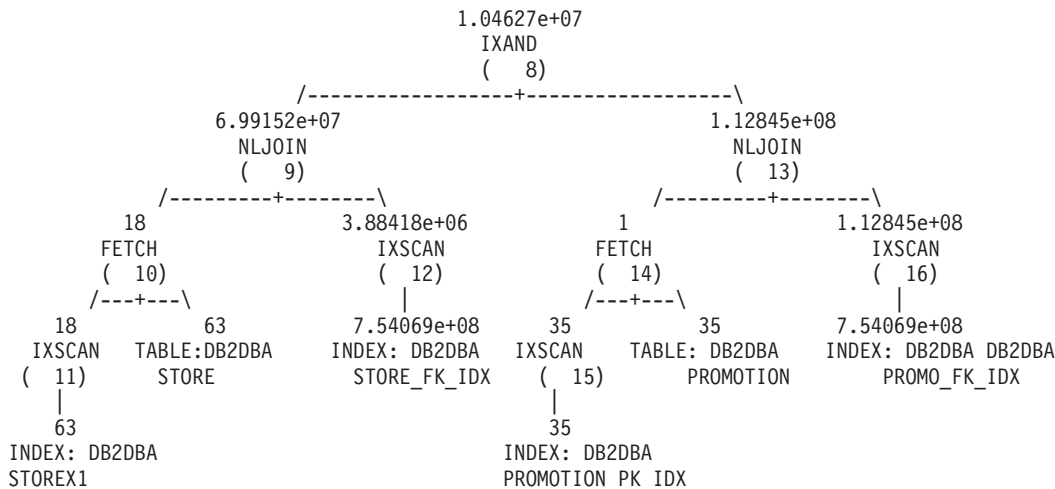 1.04627e+07
IXAND
( 8)
/------------------+------------------\
6.99152e+07 1.12845e+08
NLJOIN NLJOIN
( 9) ( 13)
/---------+--------\ /---------+--------\
18 3.88418e+06 1 1.12845e+08
FETCH IXSCAN FETCH IXSCAN
( 10) ( 12) ( 14) ( 16)
/---+---\ | /---+---\ |
18 63 7.54069e+08 35 35 7.54069e+08
IXSCAN TABLE:DB2DBA INDEX: DB2DBA IXSCAN TABLE: DB2DBA INDEX: DB2DBA DB2DBA
( 11) STORE STORE_FK_IDX ( 15) PROMOTION PROMO_FK_IDX
| |
63 35
INDEX: DB2DBA INDEX: DB2DBA
STOREX1 PROMOTION_PK_IDX